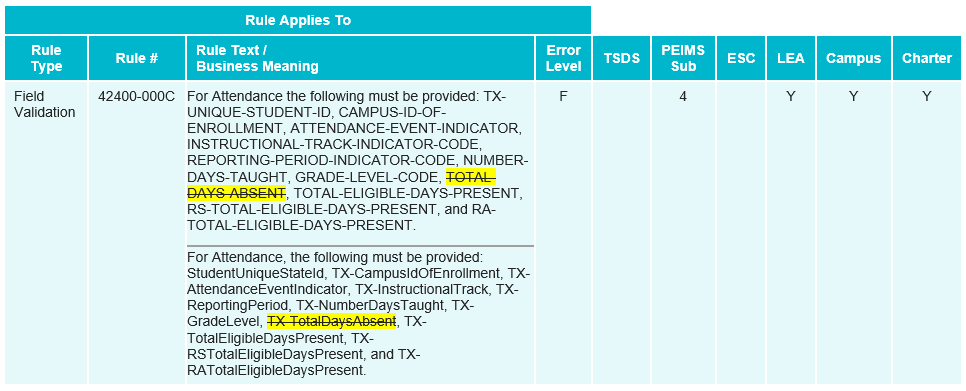 Rule Applies To
Rule Type
Rule #
Rule Text /
Business Meaning
Error Level
TSDS
PEIMS Sub
ESC
LEA
Campus
Charter
Field Validation
42400-000C
For Attendance the following must be provided: TX-
UNIQUE-STUDENT-ID, CAMPUS-ID-OF-
ENROLLMENT, ATTENDANCE-EVENT-INDICATOR,
INSTRUCTIONAL-TRACK-INDICATOR-CODE,
REPORTING-PERIOD-INDICATOR-CODE, NUMBER-
DAYS-TAUGHT, GRADE-LEVEL-CODE, TOTAL-
DAYS-ABSENT, TOTAL-ELIGIBLE-DAYS-PRESENT,
RS-TOTAL-ELIGIBLE-DAYS-PRESENT, and RA-
TOTAL-ELIGIBLE-DAYS-PRESENT.
For Attendance, the following must be provided:
StudentUniqueStateId, TX-CampusIdOfEnrollment, TX-
AttendanceEventIndicator, TX-InstructionalTrack, TX-
ReportingPeriod, TX-NumberDaysTaught, TX-
GradeLevel, TX-TotalDaysAbsent, TX-
TotalEligibleDaysPresent, TX-
RSTotalEligibleDaysPresent, and TX-
RATotalEligibleDaysPresent.
F
4
Y
Y
Y